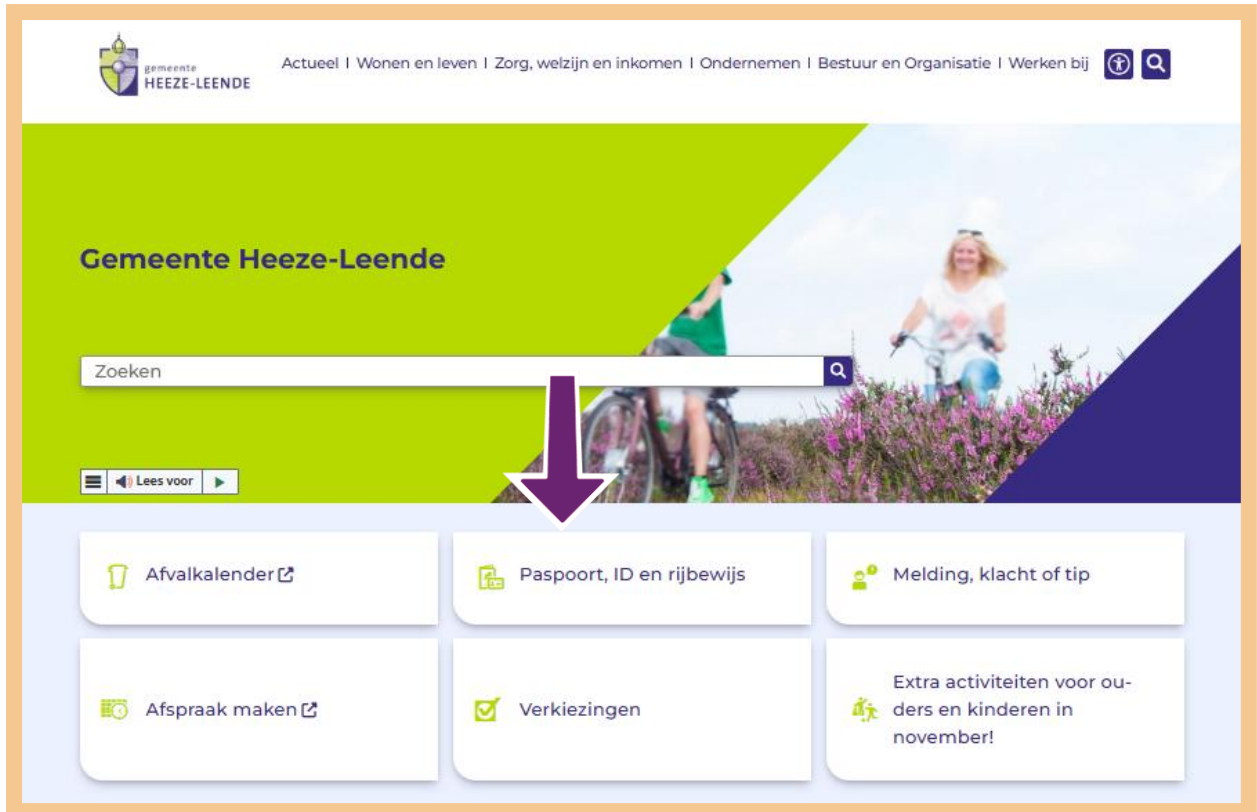 gemeente
HEEZE-LEENDE
Actueel I Wonen en leven I Zorg, welzijn en inkomen I Ondernemen I Bestuur en Organisatie I Werken bij
Gemeente Heeze-Leende
Zoeken
Lees voor
Afvalkalender
Paspoort, ID en rijbewijs
Melding, klacht of tip
Afspraak maken
Verkiezingen
Extra activiteiten voor ou-
ders en kinderen in
november!